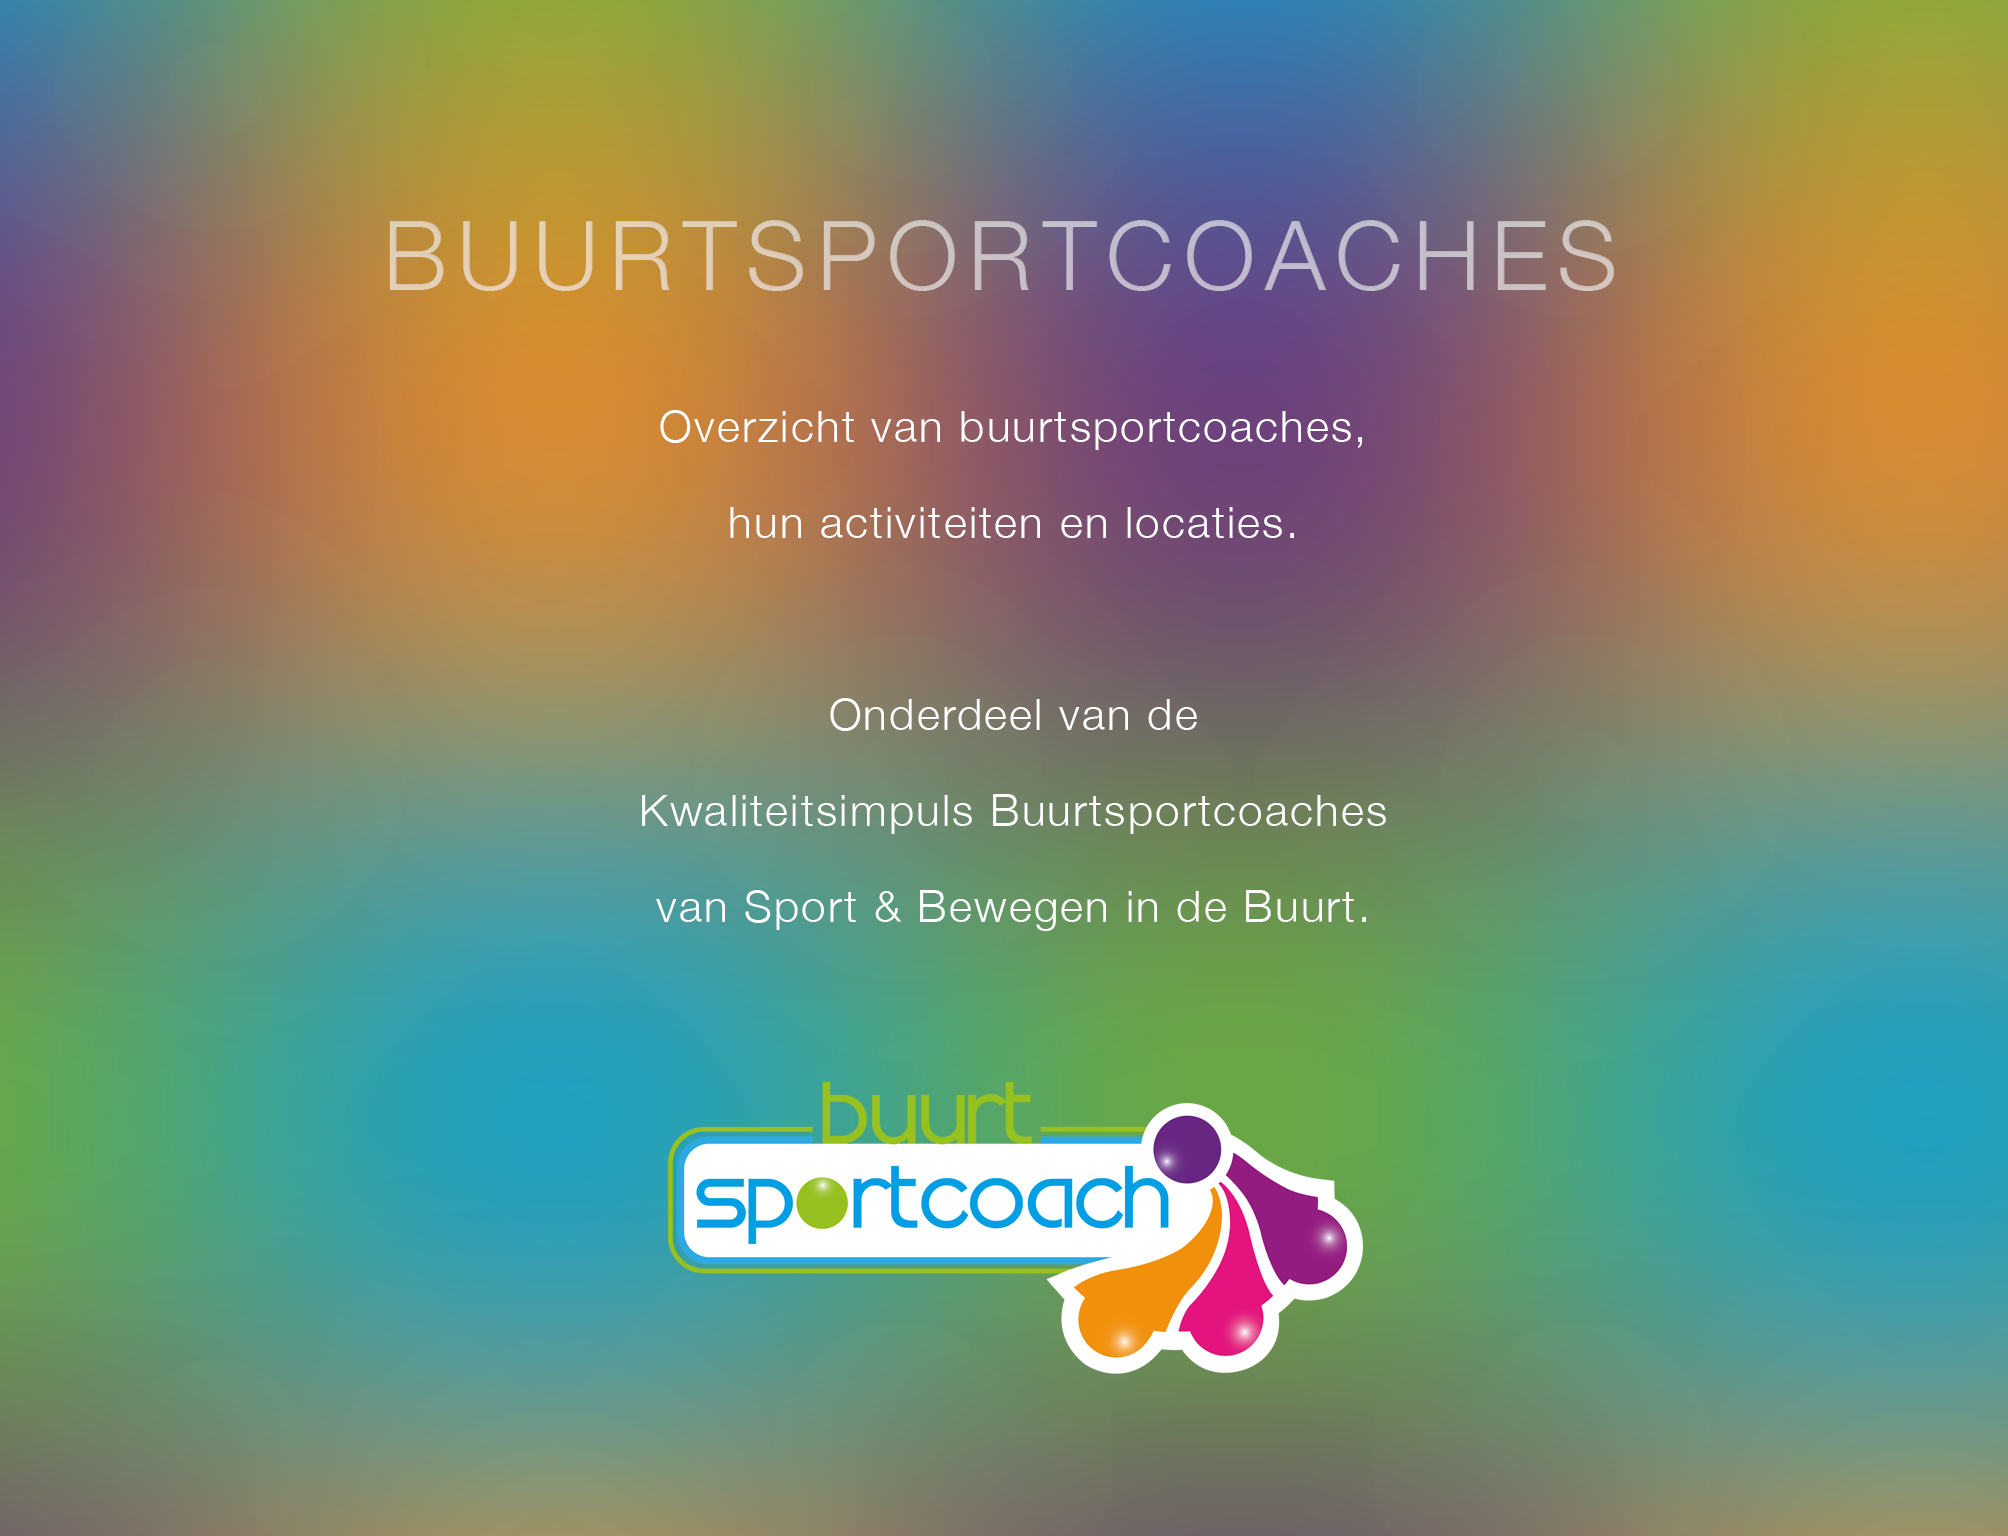 BUURTSPORTCOACHES
Overzicht van buurtsportcoaches,
hun activiteiten en locaties.
Onderdeel van de
Kwaliteitsimpuls Buurtsportcoaches
van Sport & Bewegen in de Buurt.
buurt
sportcoach